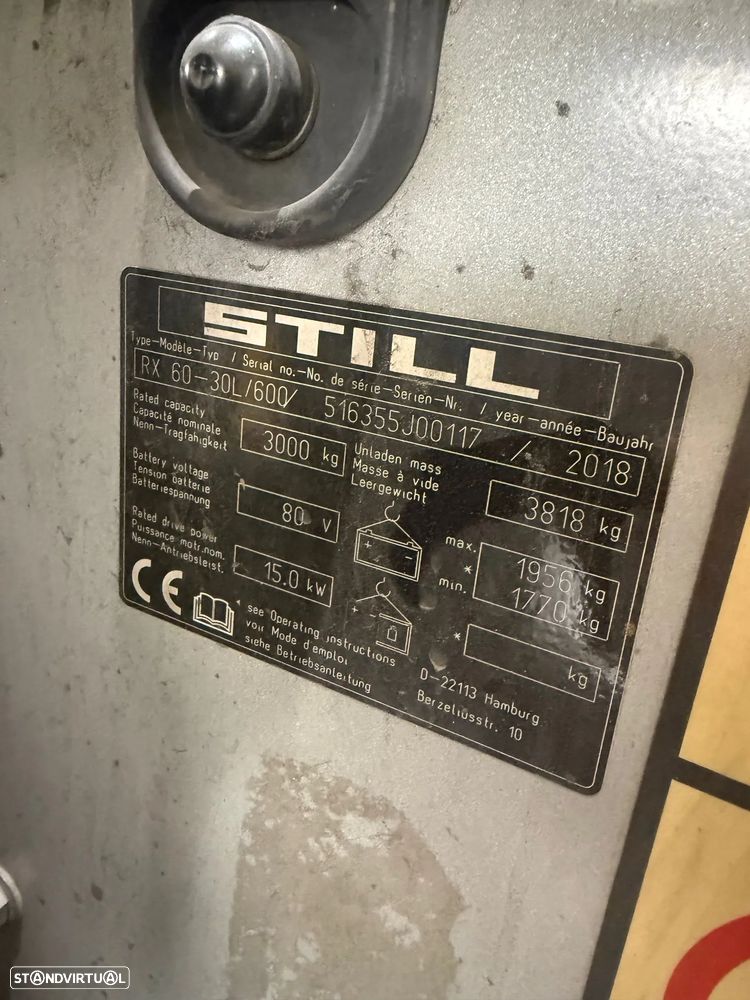 STILL
Type-Modèle-Typ / Serial no.-No. de série-Serien-Nr. / year-année-Baujahr
RX 60-30L/600/ 516355J00117 / 2018
Rated capacity
Capacité nominale
Nenn-Tragfähigkeit
3000 kg
Unladen mass
Masse à vide
Leergewicht
3818 kg
Battery voltage
Tension batterie
Batteriespannung
80 V
+ -
max.
*
min.
1956 kg
1770 kg
Rated drive power
Puissance motr.nom.
Nenn-Antriebsleist.
15.0 kW
+
*
kg
CE
see Operating instructions
voir Mode d'emploi
siehe Betriebsanleitung
D-22113 Hamburg
Berzeliusstr. 10
STANDVIRTUAL